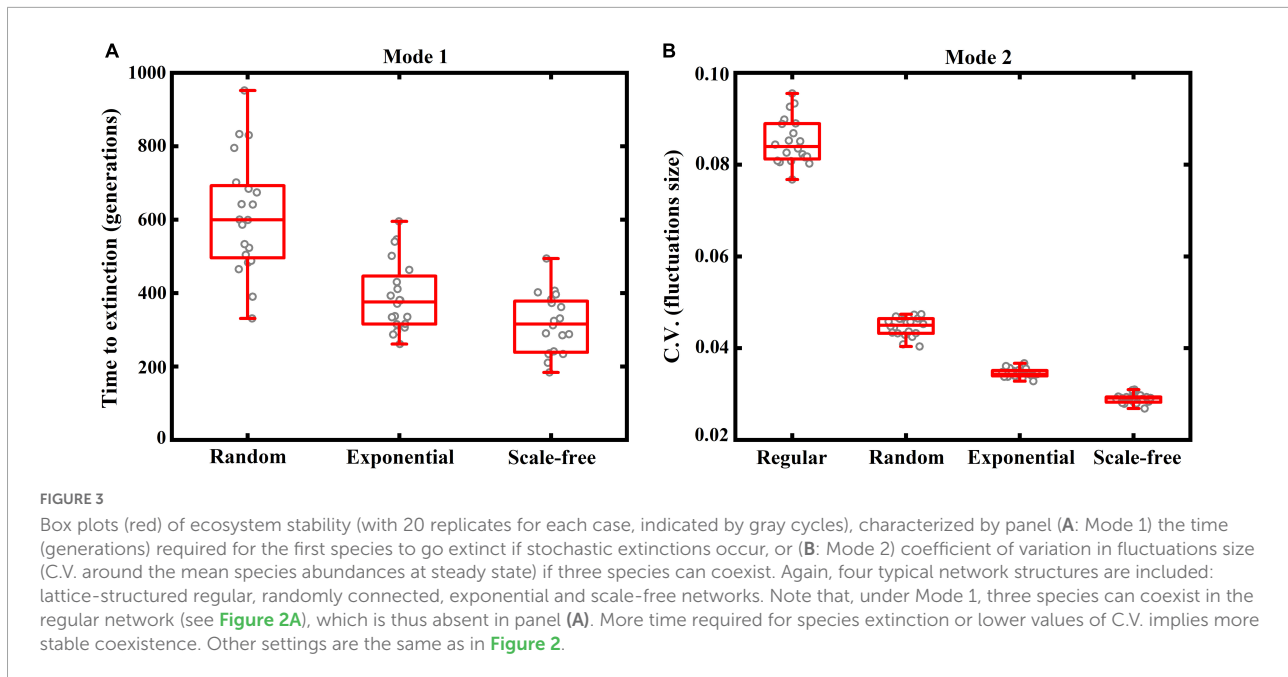 A
Mode 1
1000
800
600
400
200
0
Time to extinction (generations)
Random
Exponential
Scale-free
B
Mode 2
0.10
0.08
0.06
0.04
0.02
C.V. (fluctuations size)
Regular
Random
Exponential
Scale-free
FIGURE 3
Box plots (red) of ecosystem stability (with 20 replicates for each case, indicated by gray cycles), characterized by panel (A: Mode 1) the time
(generations) required for the first species to go extinct if stochastic extinctions occur, or (B: Mode 2) coefficient of variation in fluctuations size
(C.V. around the mean species abundances at steady state) if three species can coexist. Again, four typical network structures are included:
lattice-structured regular, randomly connected, exponential and scale-free networks. Note that, under Mode 1, three species can coexist in the
regular network (see Figure 2A), which is thus absent in panel (A). More time required for species extinction or lower values of C.V. implies more
stable coexistence. Other settings are the same as in Figure 2.